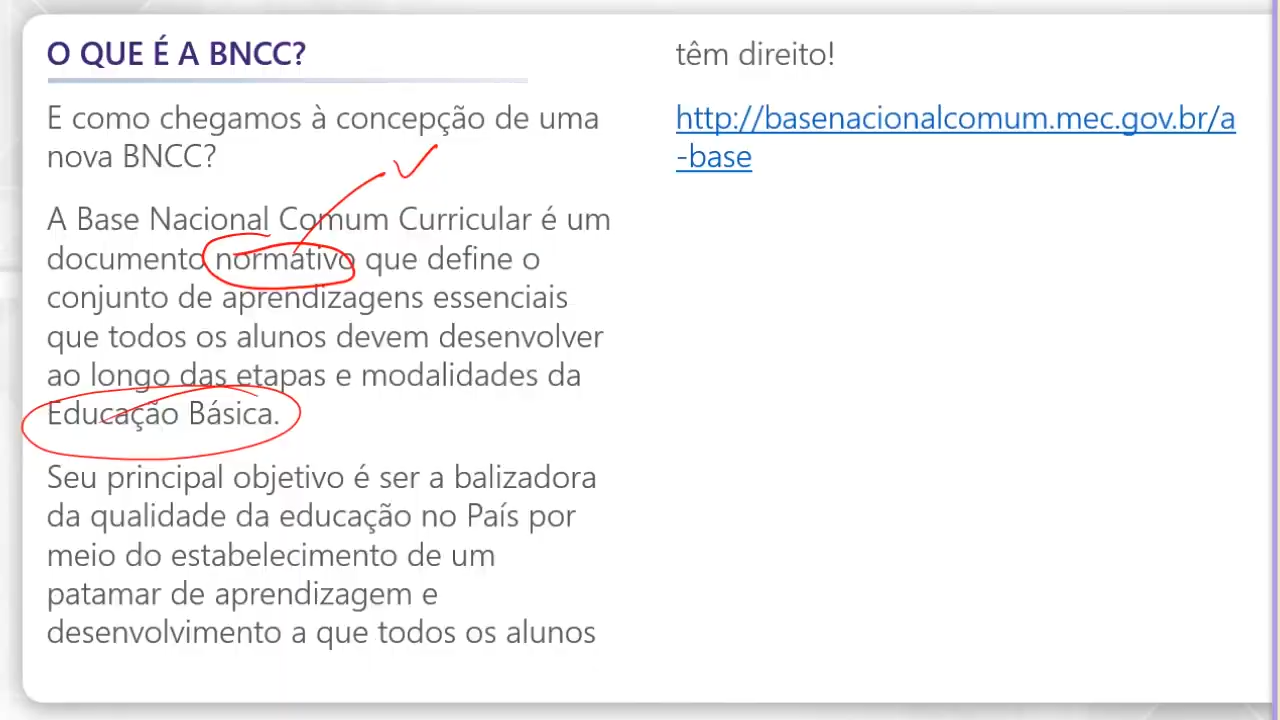 O QUE É A BNCC?
E como chegamos à concepção de uma
nova BNCC?
A Base Nacional Comum Curricular é um
documento normativo que define o
conjunto de aprendizagens essenciais
que todos os alunos devem desenvolver
ao longo das etapas e modalidades da
Educação Básica.
Seu principal objetivo é ser a balizadora
da qualidade da educação no País por
meio do estabelecimento de um
patamar de aprendizagem e
desenvolvimento a que todos os alunos
têm direito!
http://basenacionalcomum.mec.gov.br/a
-base